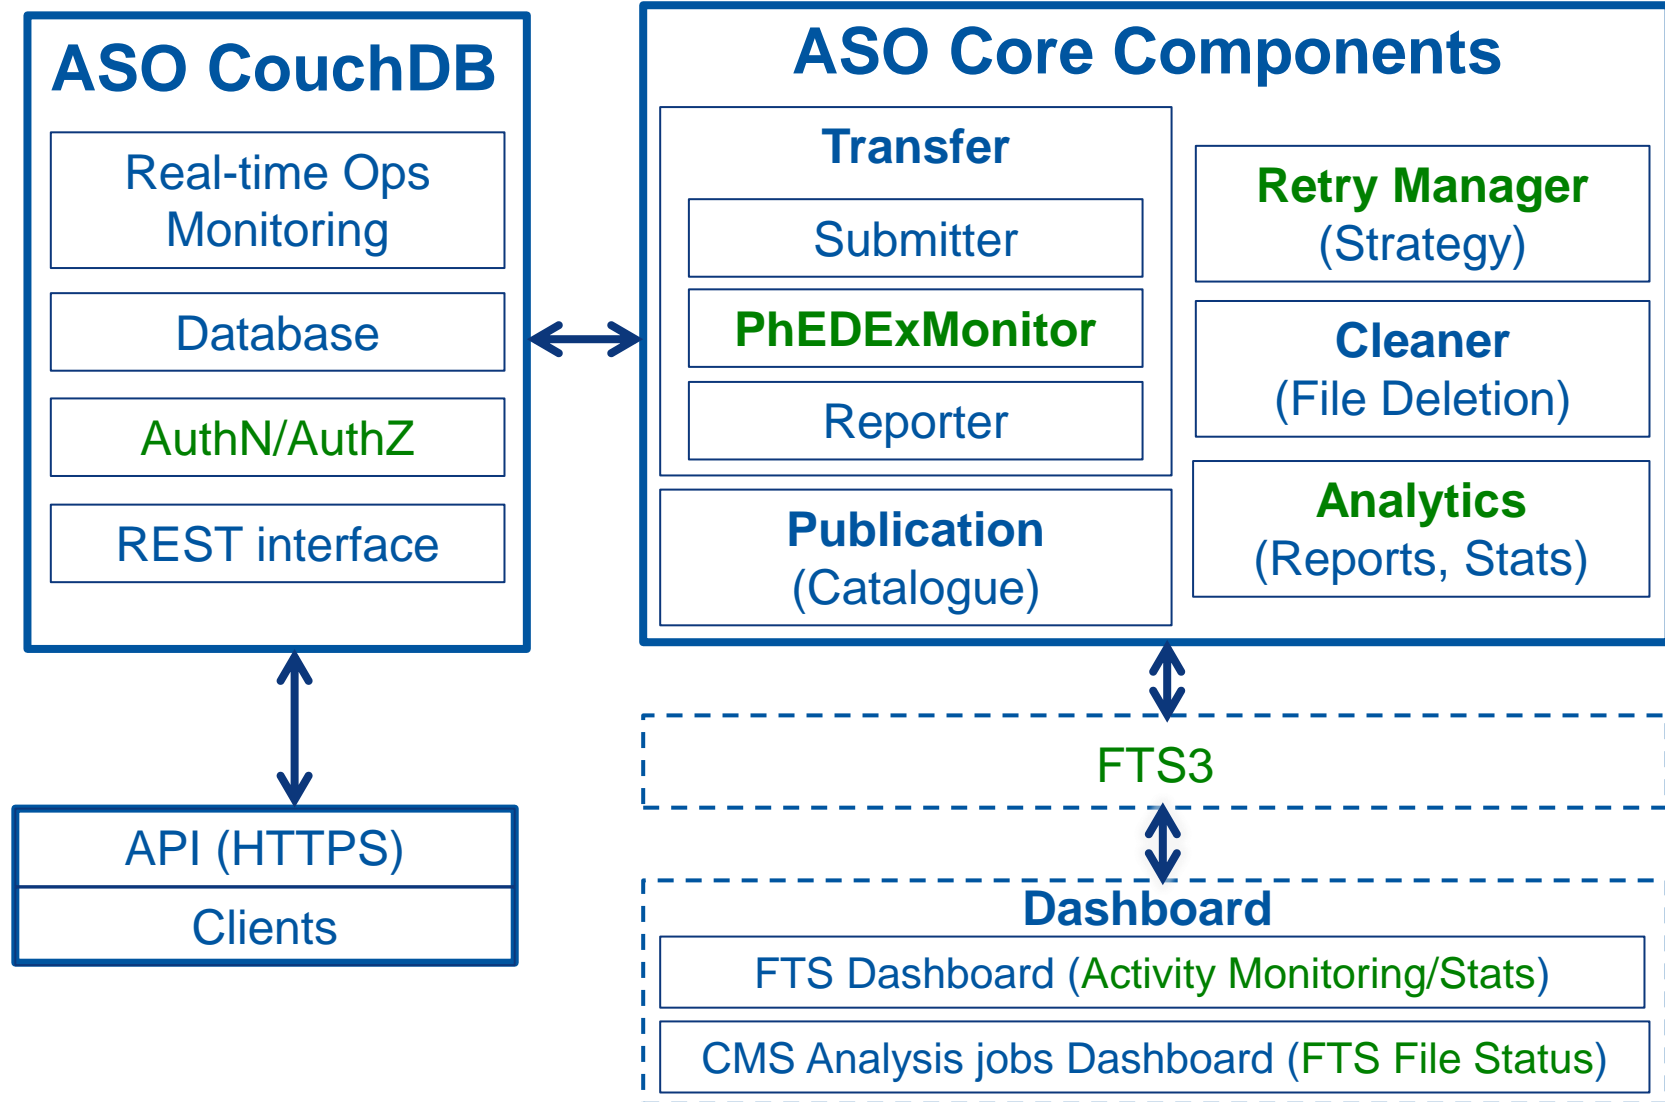 ASO CouchDB
Real-time Ops
Monitoring
Database
AuthN/AuthZ
REST interface
API (HTTPS)
Clients
ASO Core Components
Transfer
Submitter
PhEDExMonitor
Reporter
Publication
(Catalogue)
Retry Manager
(Strategy)
Cleaner
(File Deletion)
Analytics
(Reports, Stats)
FTS3
Dashboard
FTS Dashboard (Activity Monitoring/Stats)
CMS Analysis jobs Dashboard (FTS File Status)